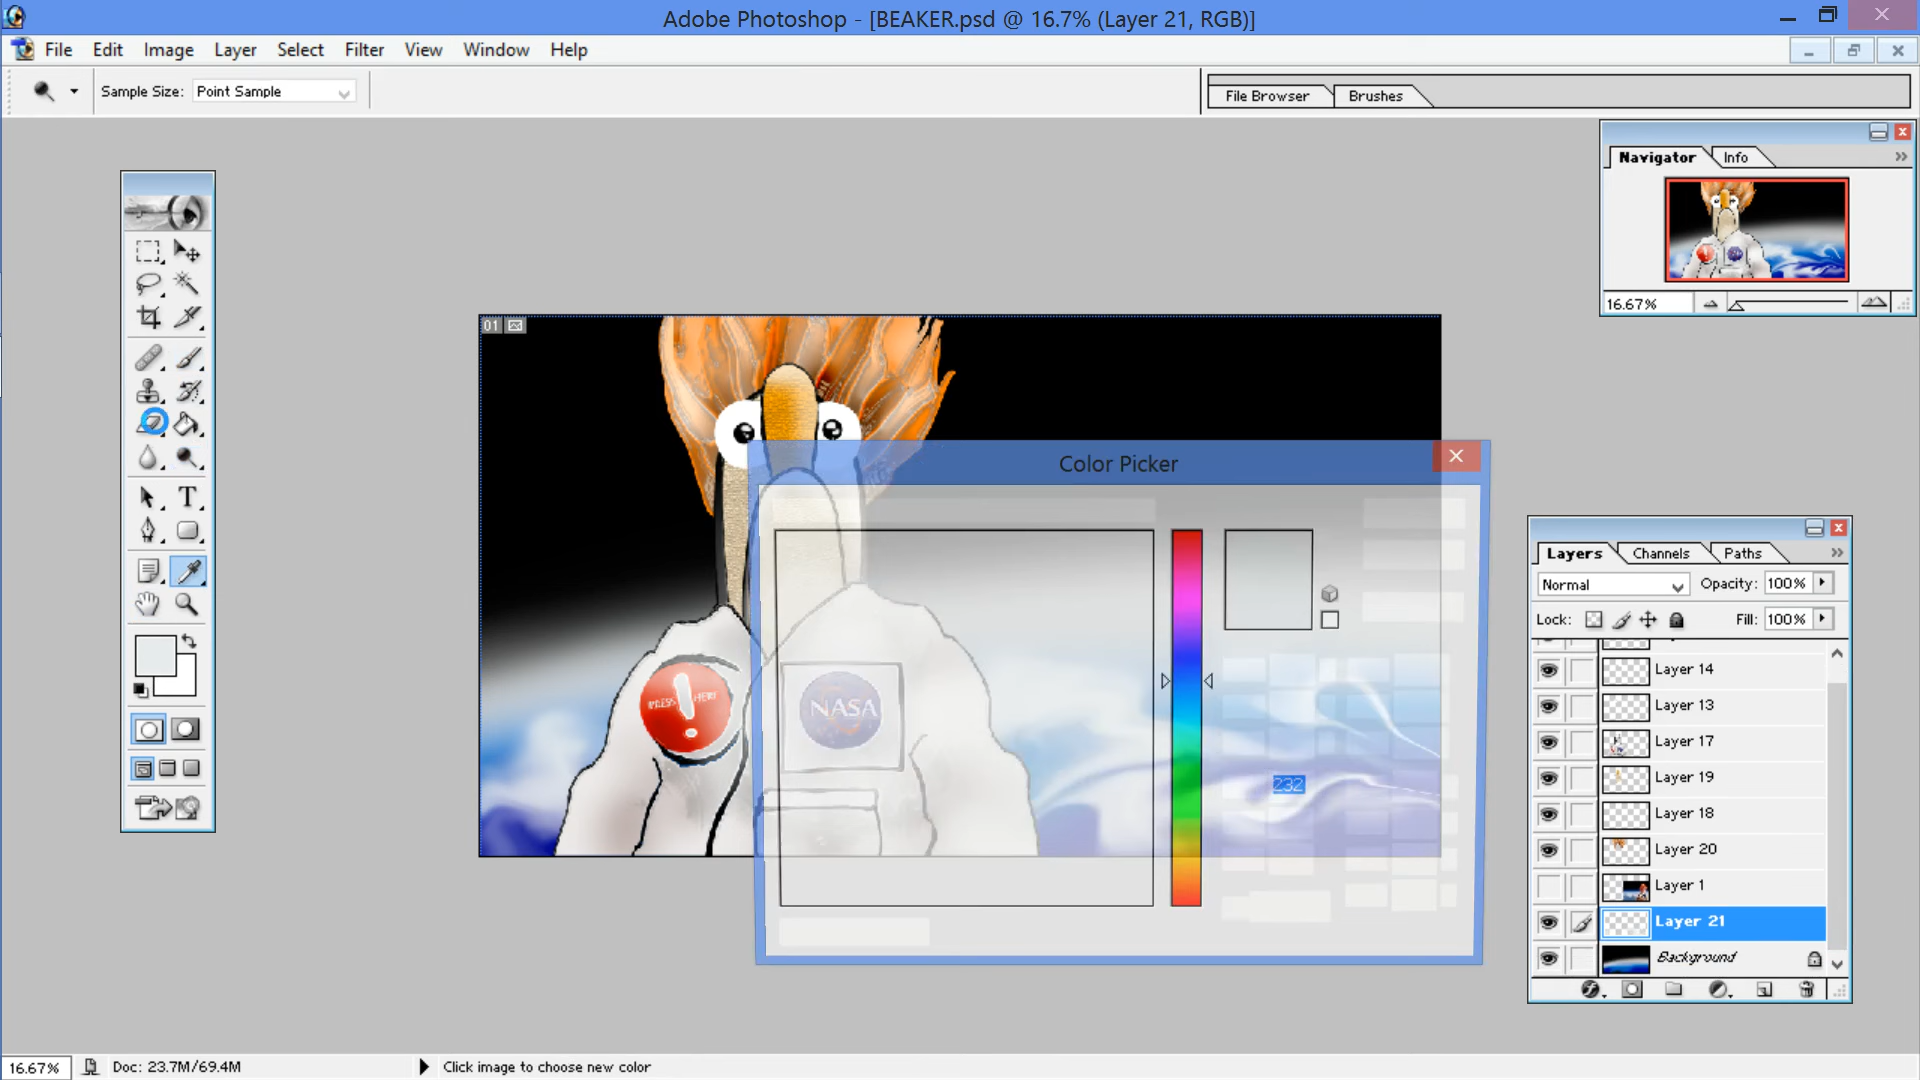 Adobe Photoshop - [BEAKER.psd @ 16.7% (Layer 21, RGB)]
File Edit Image Layer Select Filter View Window Help
Sample Size: Point Sample
File Browser Brushes
Navigator Info
16.67%
01
PRESS HERE
!
NASA
Color Picker
232
T
Layers Channels Paths
Normal Opacity: 100%
Lock: Fill: 100%
Layer 14
Layer 13
Layer 17
Layer 19
Layer 18
Layer 20
Layer 1
Layer 21
Background
16.67% Doc: 23.7M/69.4M Click image to choose new color